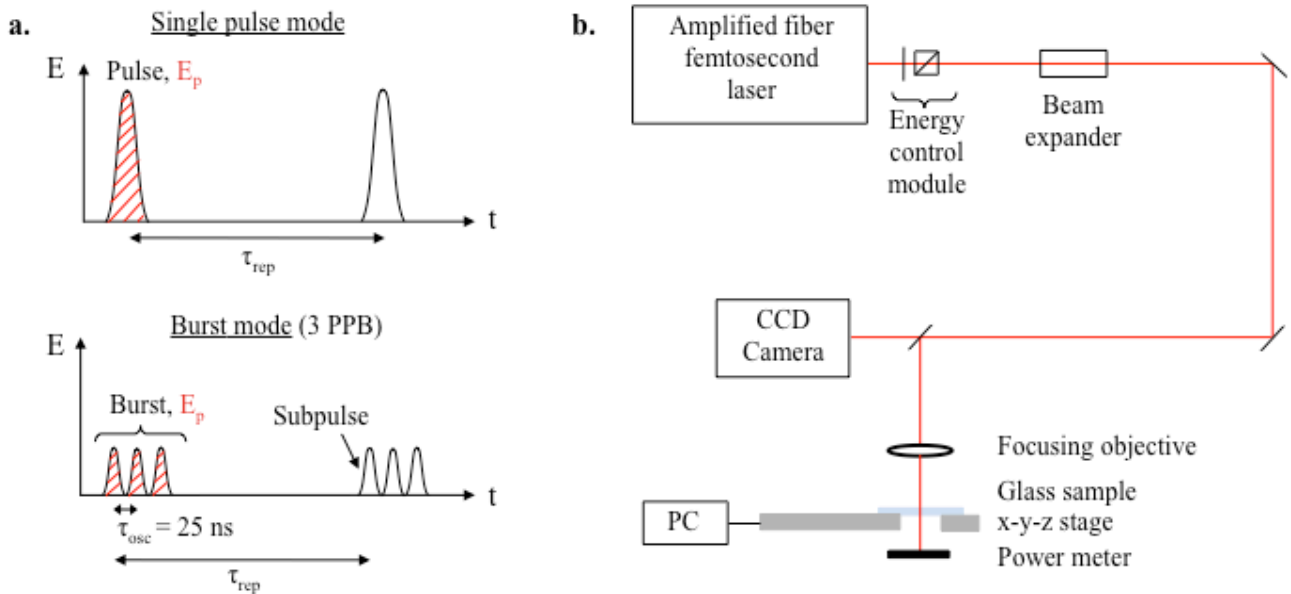 a.
Single pulse mode
E
Pulse, Eₚ
t
τrep
Burst mode (3 PPB)
E
Burst, Eₚ
Subpulse
t
τosc = 25 ns
τrep
b.
Amplified fiber
femtosecond
laser
Energy
control
module
Beam
expander
CCD
Camera
Focusing objective
Glass sample
x-y-z stage
PC
Power meter